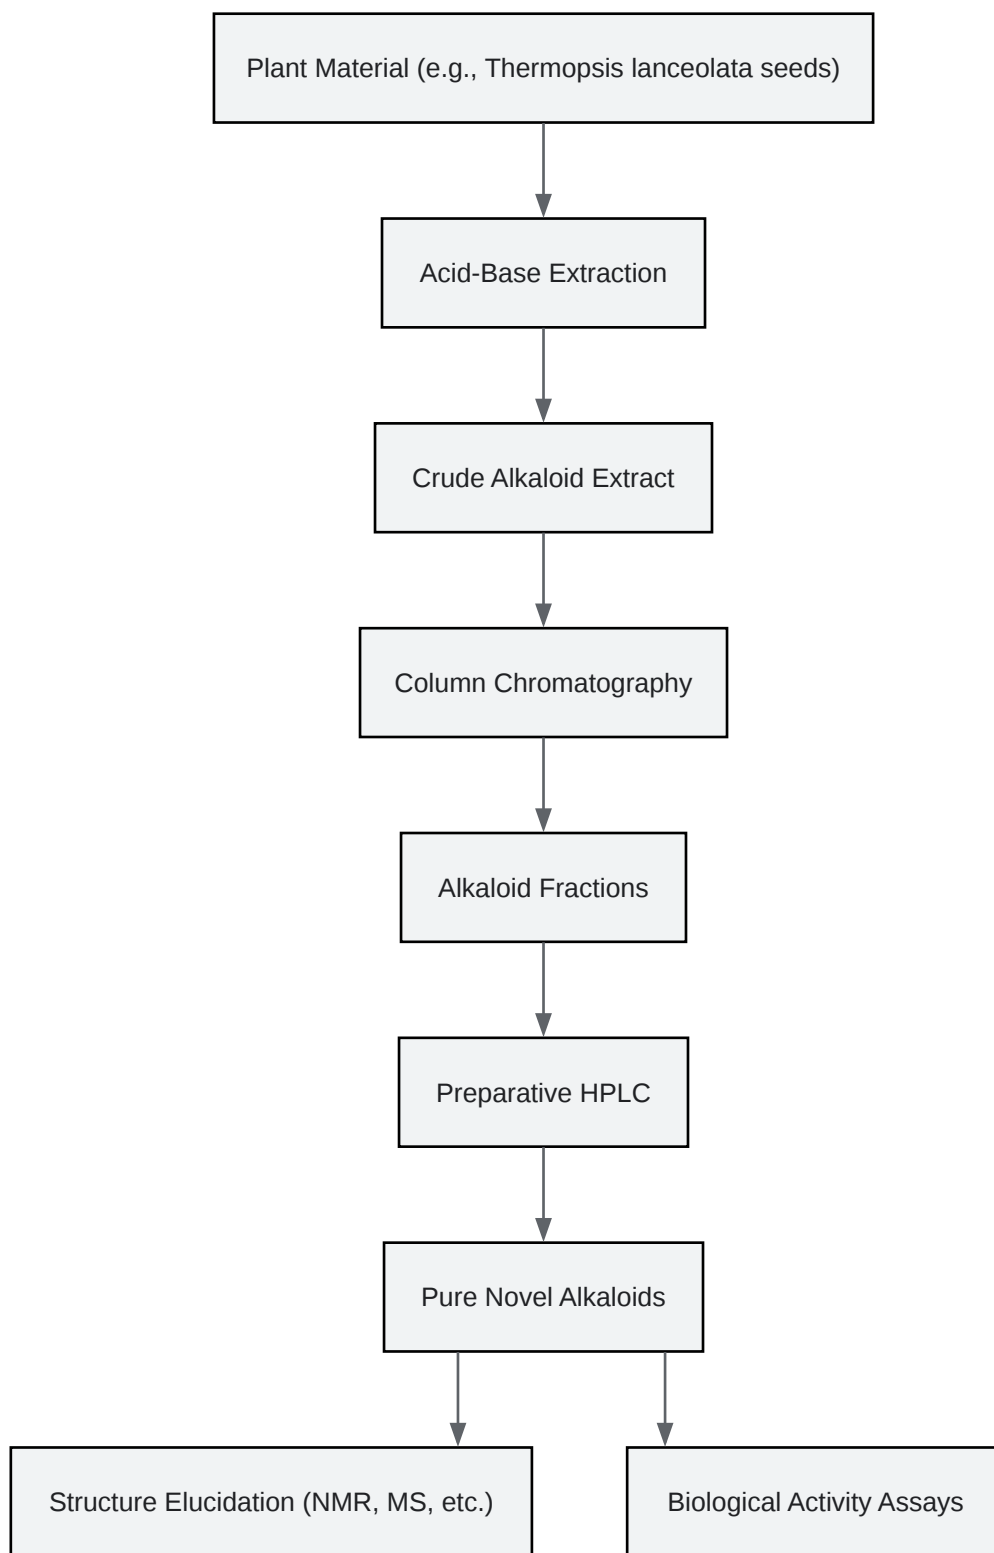 Plant Material (e.g., Thermopsis lanceolata seeds)
Acid-Base Extraction
Crude Alkaloid Extract
Column Chromatography
Alkaloid Fractions
Preparative HPLC
Pure Novel Alkaloids
Structure Elucidation (NMR, MS, etc.)
Biological Activity Assays